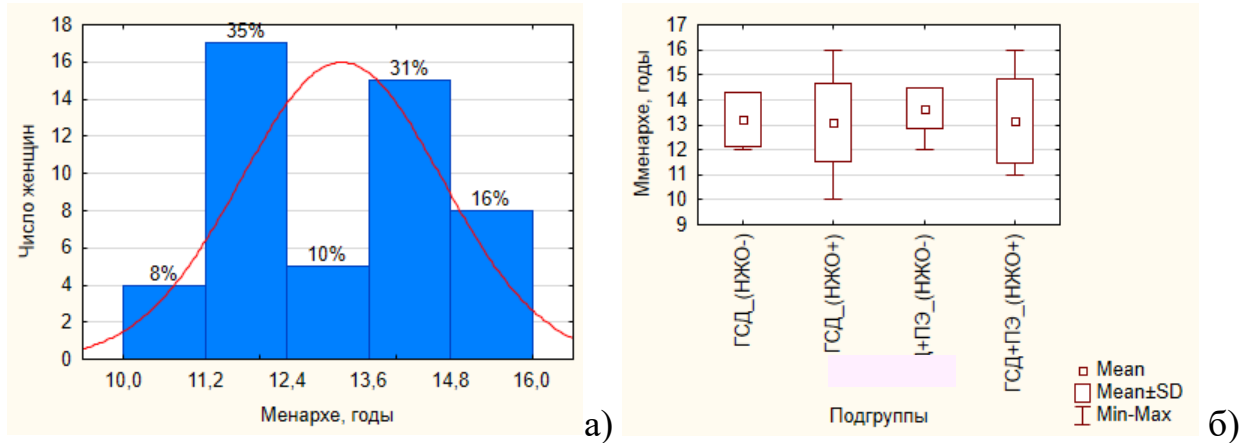 18
16
14
12
10
8
6
4
2
0
Число женщин
8%
35%
10%
31%
16%
10,0 11,2 12,4 13,6 14,8 16,0
Менархе, годы
а)
17
16
15
14
13
12
11
10
9
Мменархе, годы
ГСД_(НЖО-)
ГСД_(НЖО+)
Д+ПЭ_(НЖО-)
ГСД+ПЭ_(НЖО+)
Подгруппы
Mean
Mean±SD
Min-Max
б)